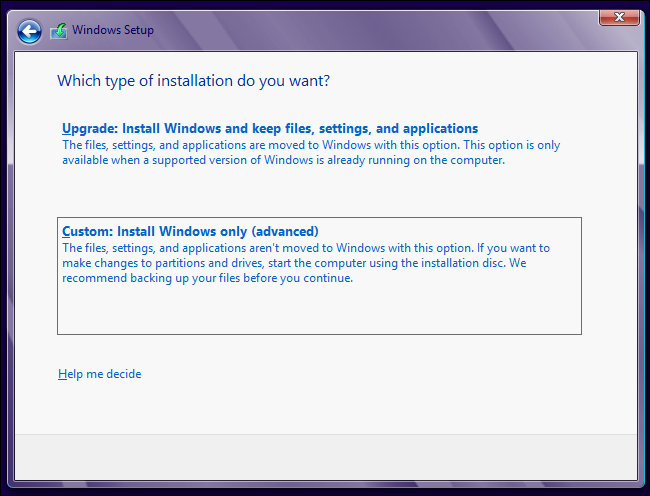 Windows Setup
Which type of installation do you want?
Upgrade: Install Windows and keep files, settings, and applications
The files, settings, and applications are moved to Windows with this option. This option is only
available when a supported version of Windows is already running on the computer.
Custom: Install Windows only (advanced)
The files, settings, and applications aren't moved to Windows with this option. If you want to
make changes to partitions and drives, start the computer using the installation disc. We
recommend backing up your files before you continue.
Help me decide